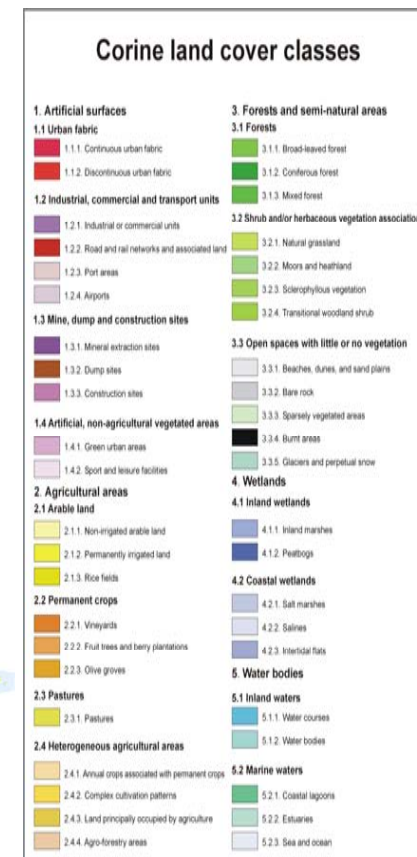 Corine land cover classes
1. Artificial surfaces
1.1 Urban fabric
1.1.1. Continuous urban fabric
1.1.2. Discontinuous urban fabric
1.2 Industrial, commercial and transport units
1.2.1. Industrial or commercial units
1.2.2. Road and rail networks and associated land
1.2.3. Port areas
1.2.4. Airports
1.3 Mine, dump and construction sites
1.3.1. Mineral extraction sites
1.3.2. Dump sites
1.3.3. Construction sites
1.4 Artificial, non-agricultural vegetated areas
1.4.1. Green urban areas
1.4.2. Sport and leisure facilities
2. Agricultural areas
2.1 Arable land
2.1.1. Non-irrigated arable land
2.1.2. Permanently irrigated land
2.1.3. Rice fields
2.2 Permanent crops
2.2.1. Vineyards
2.2.2. Fruit trees and berry plantations
2.2.3. Olive groves
2.3 Pastures
2.3.1. Pastures
2.4 Heterogeneous agricultural areas
2.4.1. Annual crops associated with permanent crops
2.4.2. Complex cultivation patterns
2.4.3. Land principally occupied by agriculture
2.4.4. Agro-forestry areas
3. Forests and semi-natural areas
3.1 Forests
3.1.1. Broad-leaved forest
3.1.2. Coniferous forest
3.1.3. Mixed forest
3.2 Shrub and/or herbaceous vegetation association
3.2.1. Natural grassland
3.2.2. Moors and heathland
3.2.3. Sclerophyllous vegetation
3.2.4. Transitional woodland shrub
3.3 Open spaces with little or no vegetation
3.3.1. Beaches, dunes, and sand plains
3.3.2. Bare rock
3.3.3. Sparsely vegetated areas
3.3.4. Burnt areas
3.3.5. Glaciers and perpetual snow
4. Wetlands
4.1 Inland wetlands
4.1.1. Inland marshes
4.1.2. Peatbogs
4.2 Coastal wetlands
4.2.1. Salt marshes
4.2.2. Salines
4.2.3. Intertidal flats
5. Water bodies
5.1 Inland waters
5.1.1. Water courses
5.1.2. Water bodies
5.2 Marine waters
5.2.1. Coastal lagoons
5.2.2. Estuaries
5.2.3. Sea and ocean